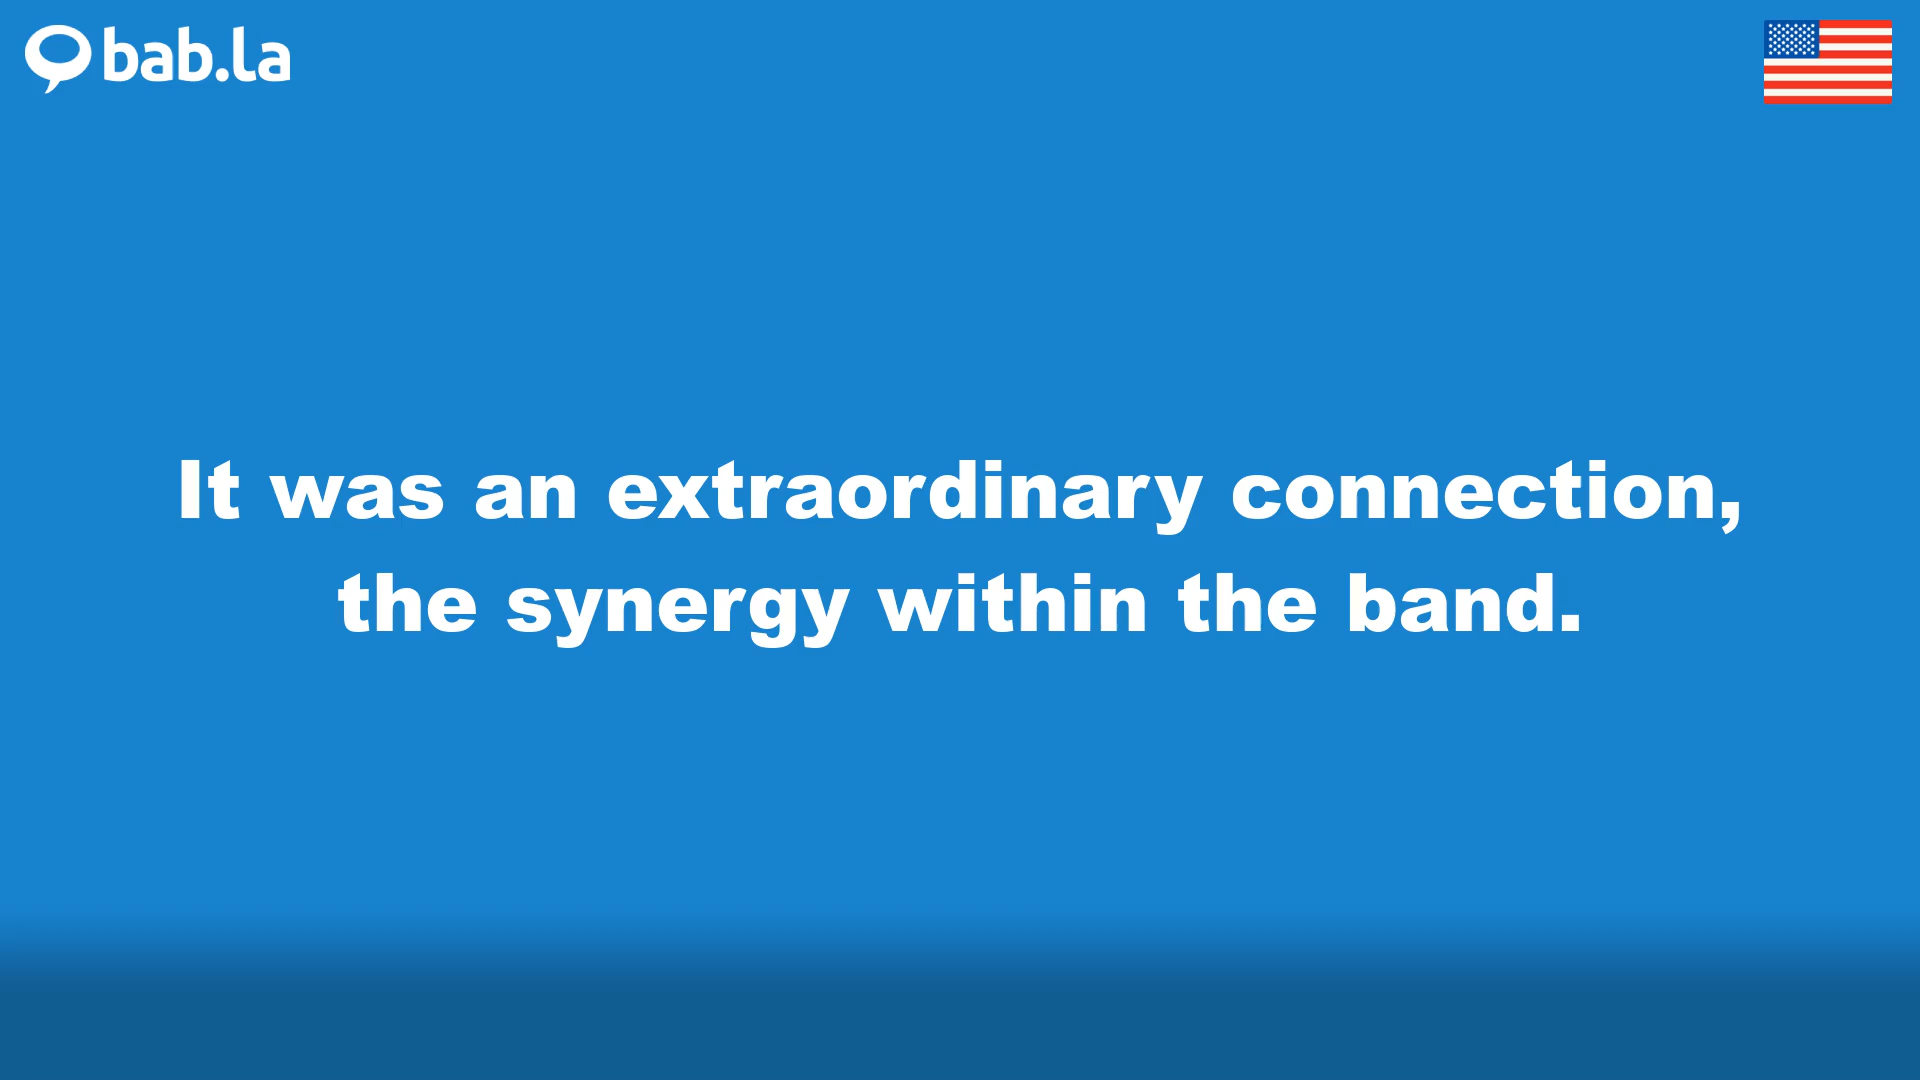 bab.la
It was an extraordinary connection,
the synergy within the band.